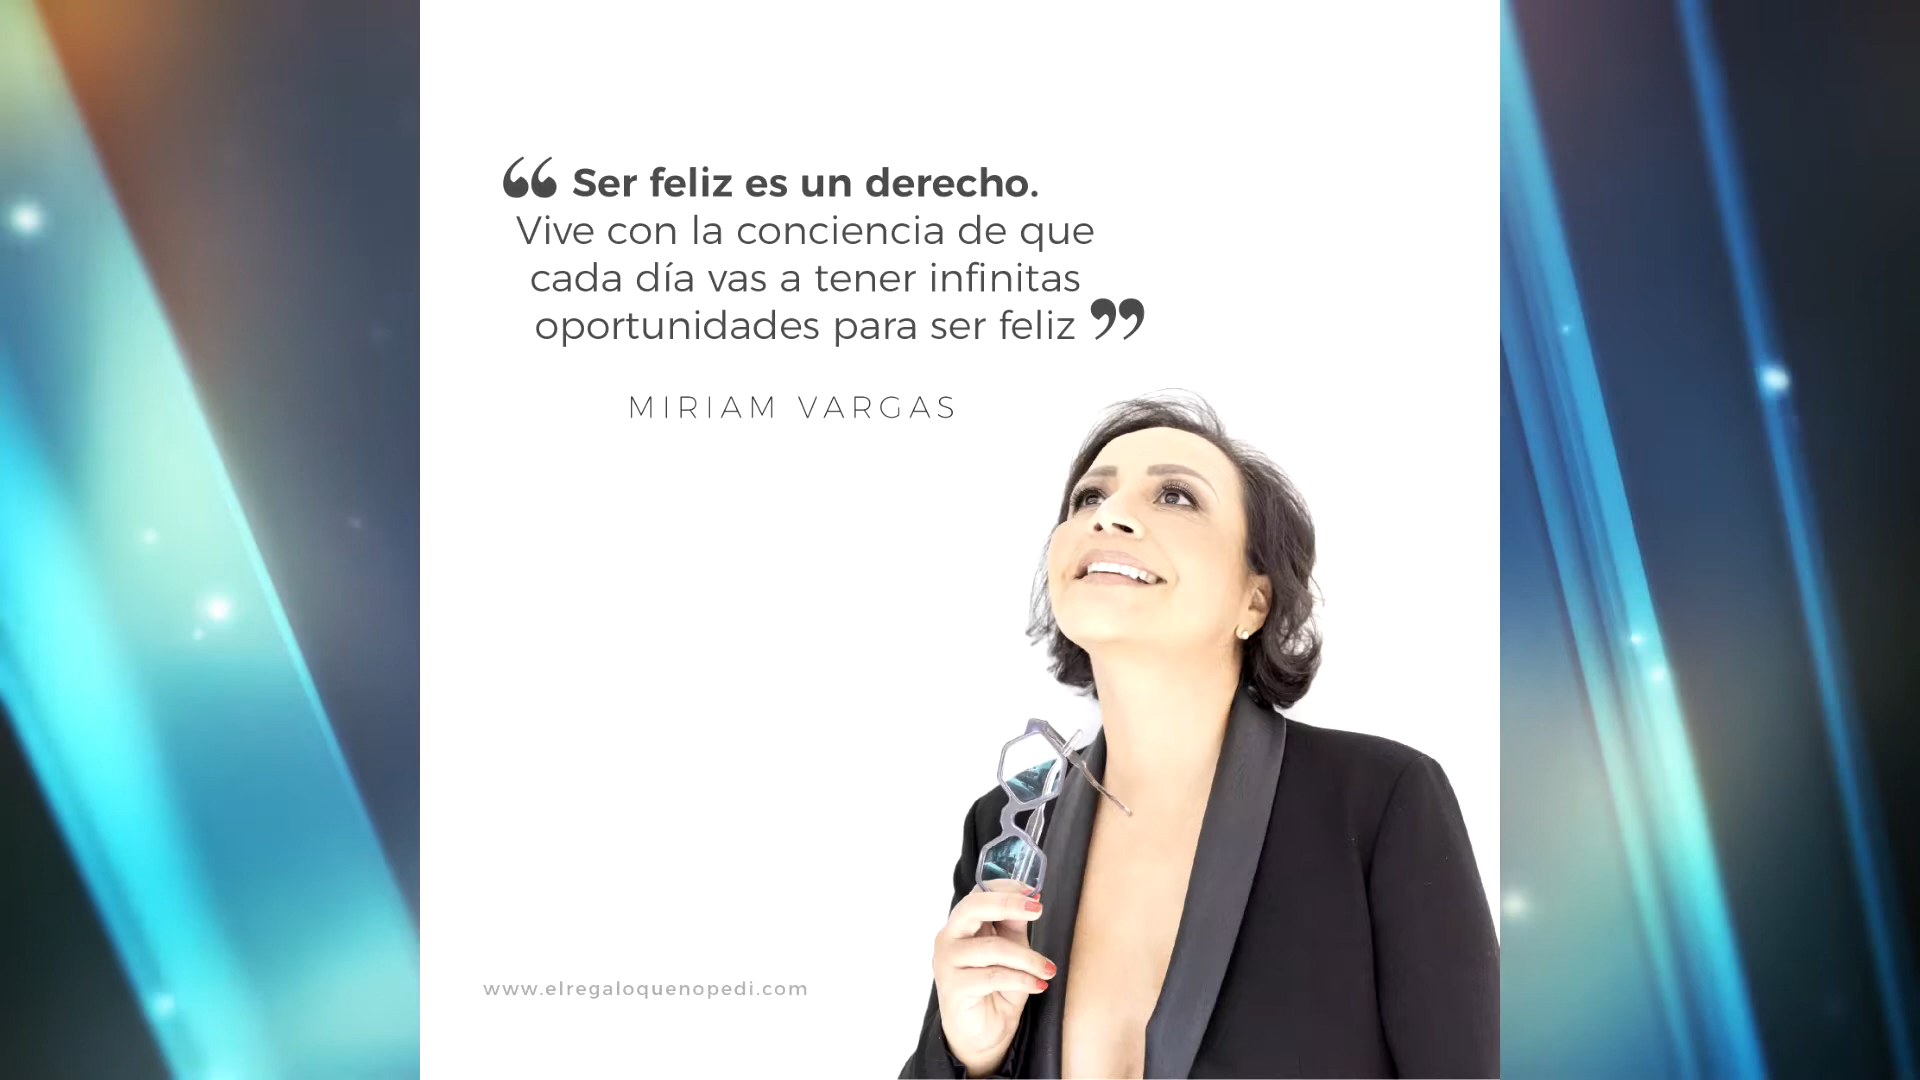 “ Ser feliz es un derecho.
Vive con la conciencia de que
cada día vas a tener infinitas
oportunidades para ser feliz ”
MIRIAM VARGAS
www.elregaloquenopedi.com